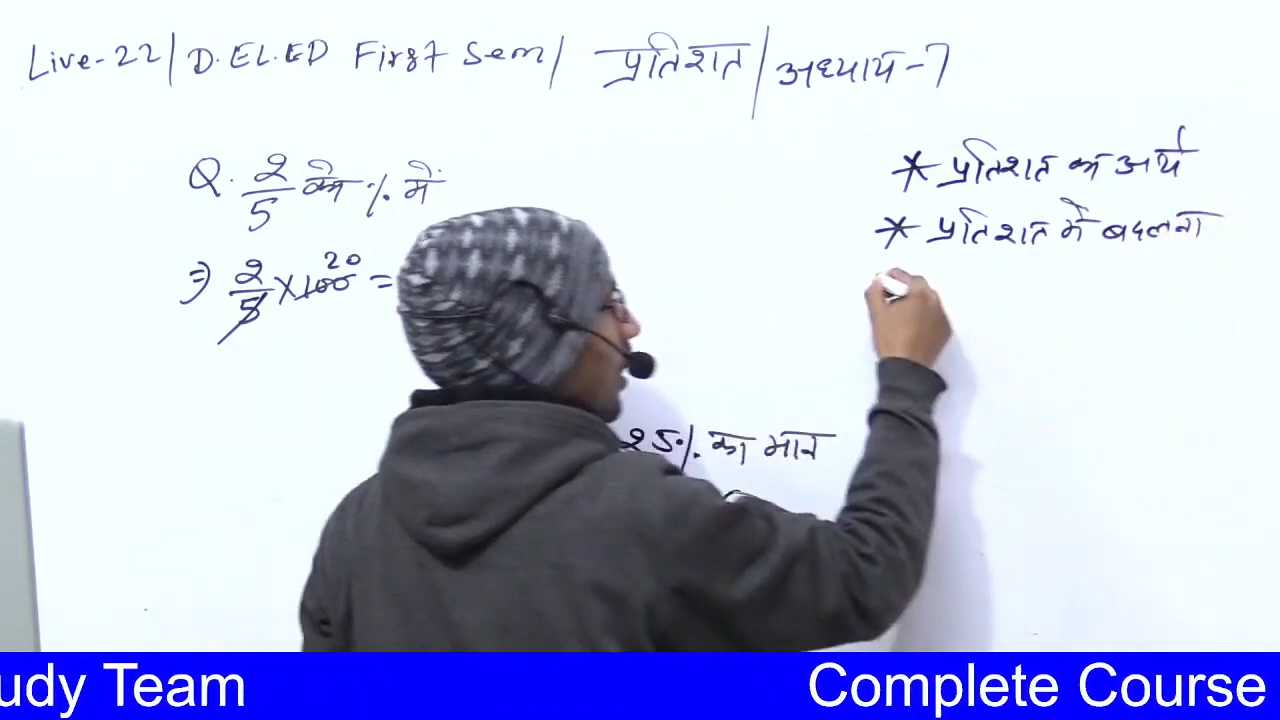 Live-22/ D.EL.ED First Sem/ प्रतिशत/अध्याय-7
Q. 2/5 को % में
⇒ 2/5 × 100 20 =
* प्रतिशत का अर्थ
* प्रतिशत में बदलना
25% का मान
udy Team
Complete Course